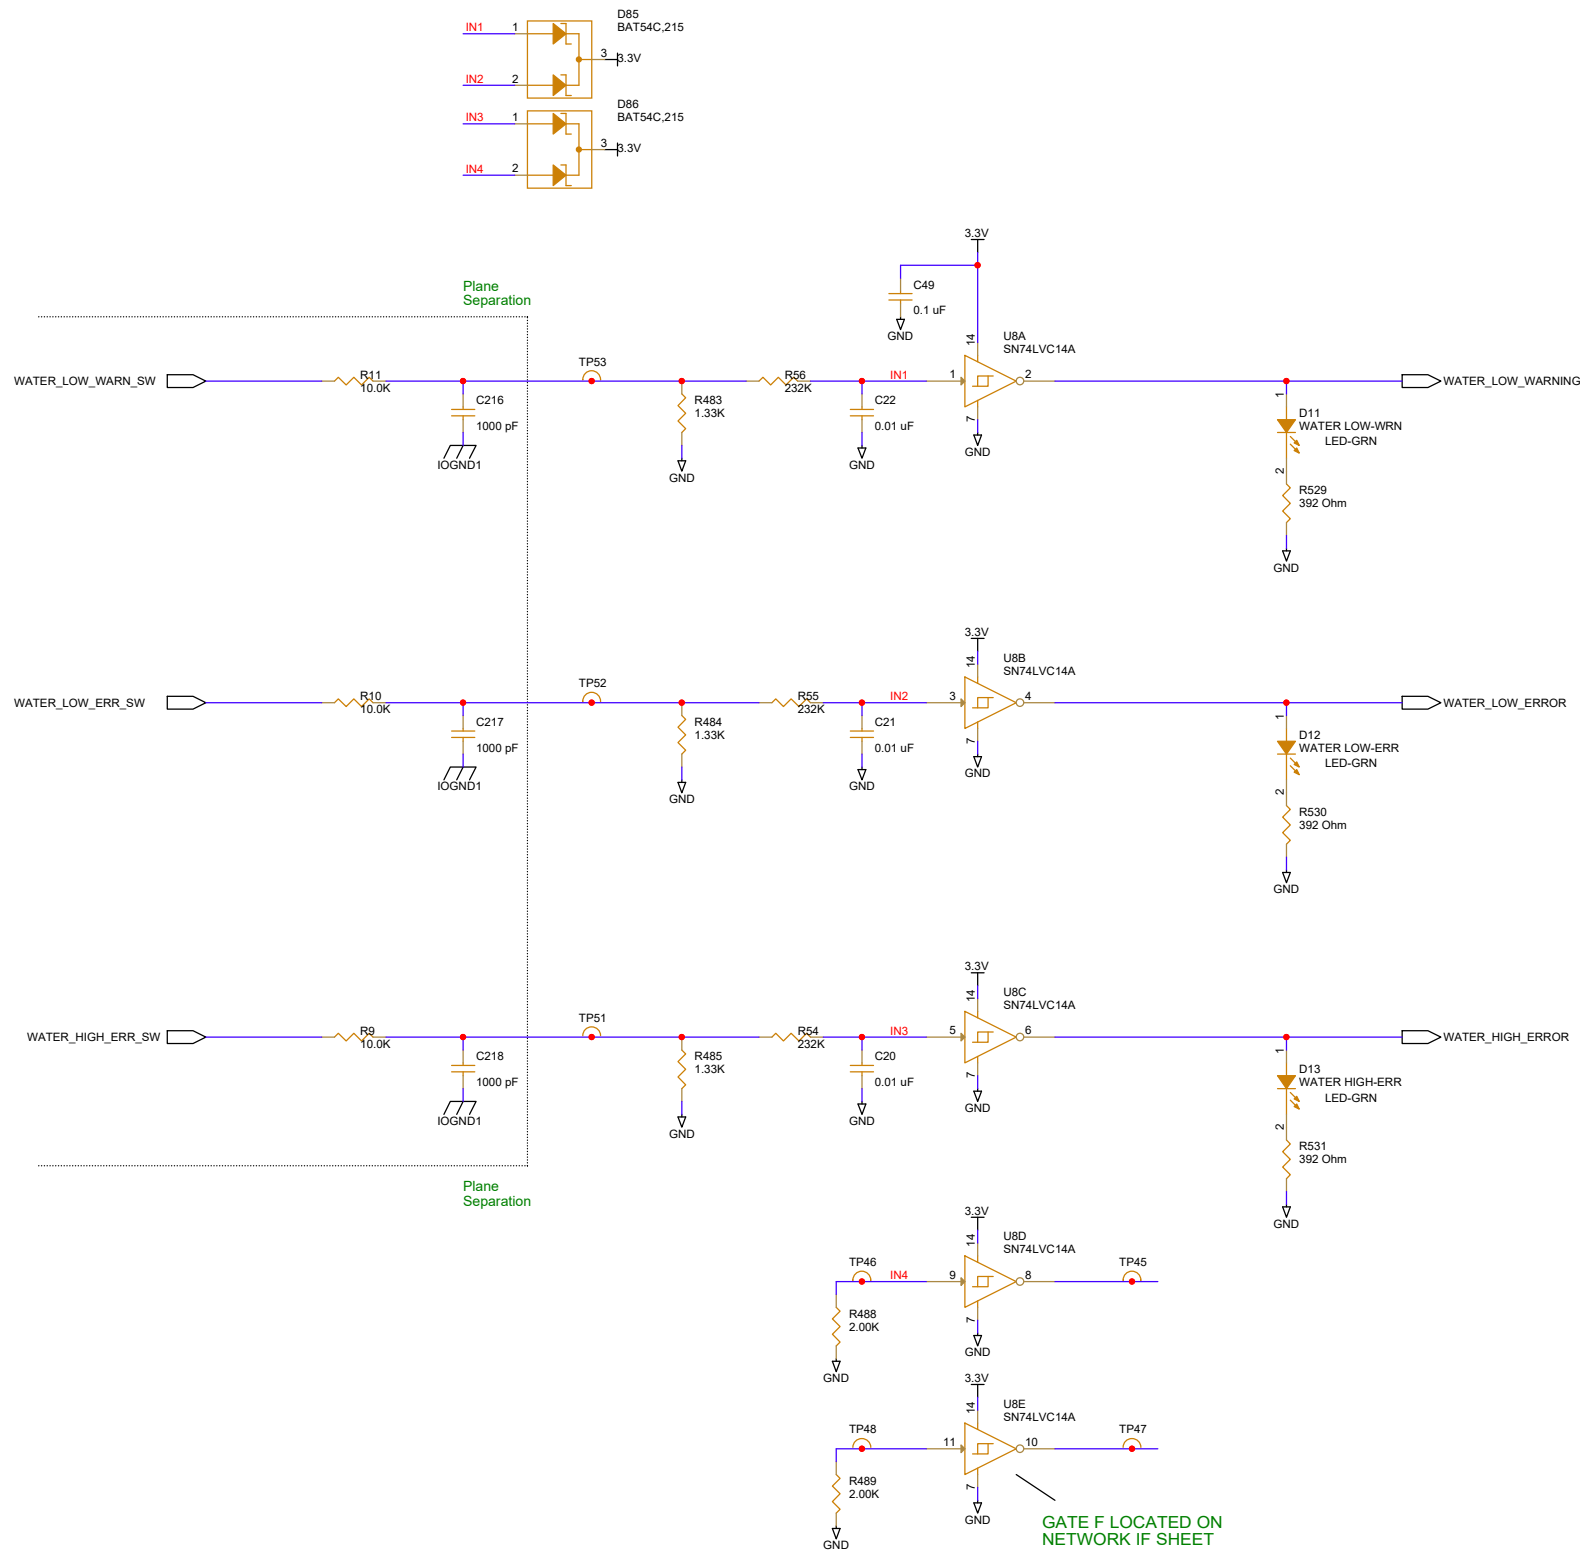 D85
BAT54C,215
IN1
1
3
3.3V
IN2
2
D86
BAT54C,215
IN3
1
3
3.3V
IN4
2
Plane
Separation
3.3V
C49
0.1 uF
GND
14
U8A
SN74LVC14A
WATER_LOW_WARN_SW
R11
10.0K
C216
1000 pF
IOGND1
TP53
R483
1.33K
GND
R56
232K
C22
0.01 uF
GND
IN1
1
2
7
GND
WATER_LOW_WARNING
1
D11
WATER LOW-WRN
LED-GRN
2
R529
392 Ohm
GND
3.3V
14
U8B
SN74LVC14A
WATER_LOW_ERR_SW
R10
10.0K
C217
1000 pF
IOGND1
TP52
R484
1.33K
GND
R55
232K
C21
0.01 uF
GND
IN2
3
4
7
GND
WATER_LOW_ERROR
1
D12
WATER LOW-ERR
LED-GRN
2
R530
392 Ohm
GND
3.3V
14
U8C
SN74LVC14A
WATER_HIGH_ERR_SW
R9
10.0K
C218
1000 pF
IOGND1
TP51
R485
1.33K
GND
R54
232K
C20
0.01 uF
GND
IN3
5
6
7
GND
WATER_HIGH_ERROR
1
D13
WATER HIGH-ERR
LED-GRN
2
R531
392 Ohm
GND
Plane
Separation
3.3V
14
U8D
SN74LVC14A
TP46
IN4
9
8
TP45
7
GND
R488
2.00K
GND
3.3V
14
U8E
SN74LVC14A
TP48
11
10
TP47
7
GND
R489
2.00K
GND
GATE F LOCATED ON
NETWORK IF SHEET